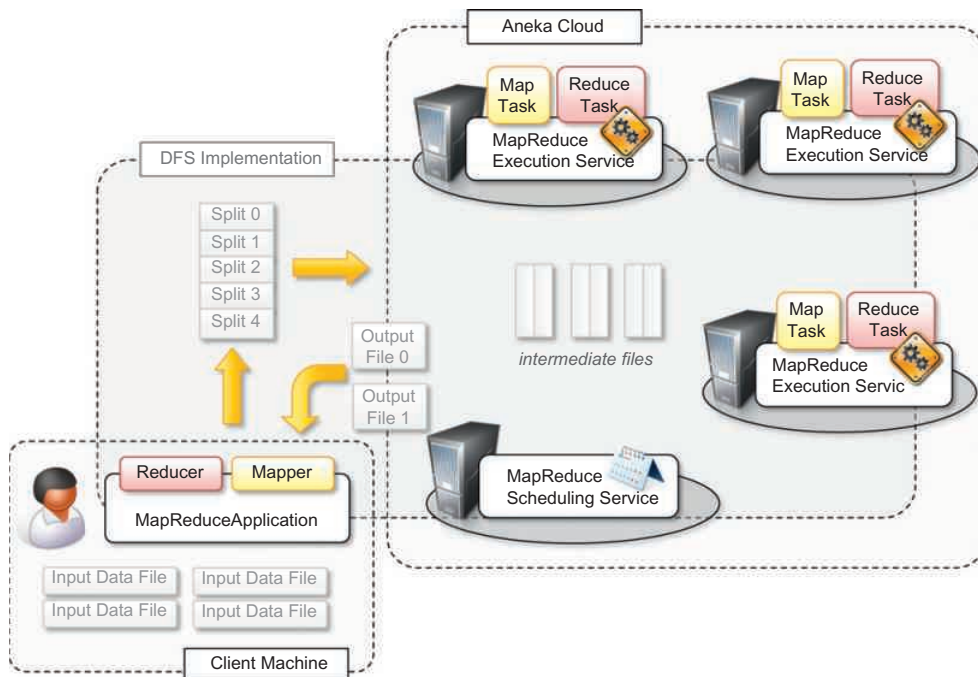 Aneka Cloud
Map
Task
Reduce
Task
MapReduce
Execution Service
Map
Task
Reduce
Task
MapReduce
Execution Service
DFS Implementation
Split 0
Split 1
Split 2
Split 3
Split 4
Output
File 0
Output
File 1
intermediate files
Map
Task
Reduce
Task
MapReduce
Execution Servic
MapReduce
Scheduling Service
Reducer
Mapper
MapReduceApplication
Input Data File
Input Data File
Input Data File
Input Data File
Client Machine